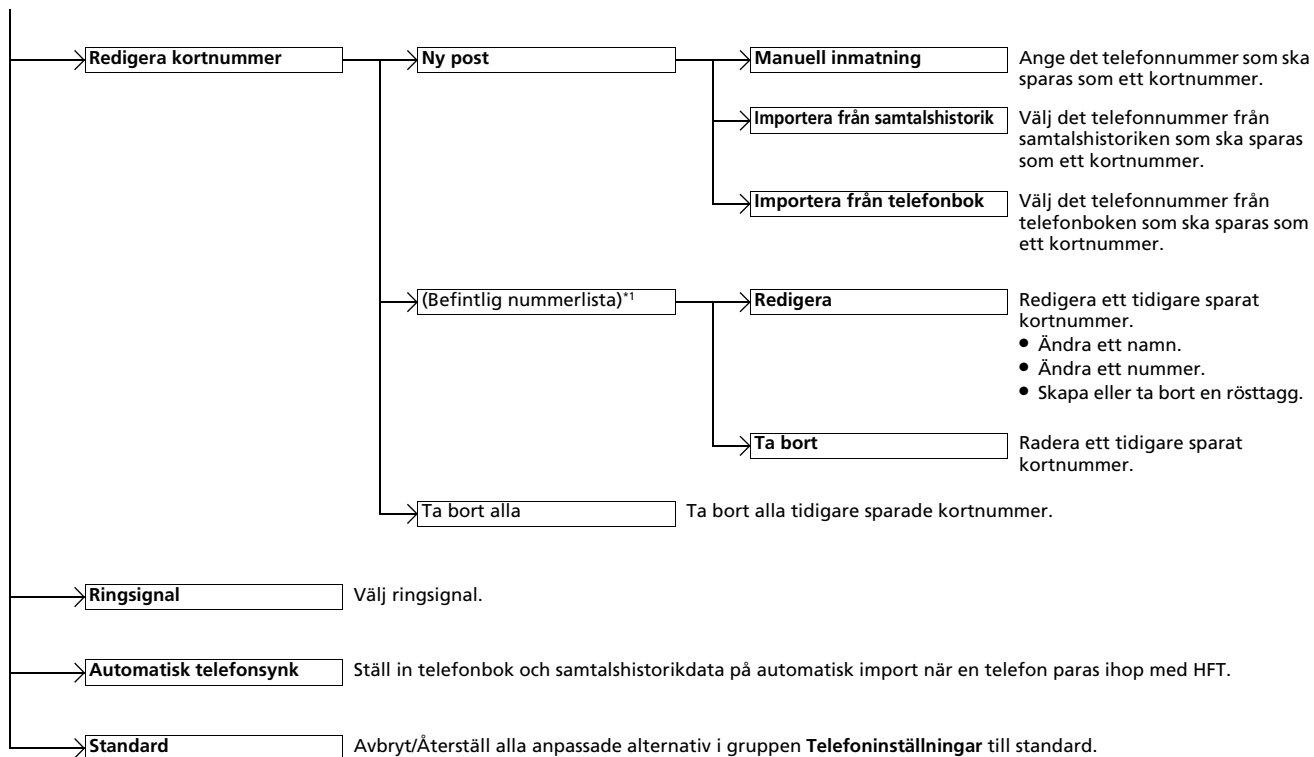 Redigera kortnummer
Ny post
Manuell inmatning
Ange det telefonnummer som ska
sparas som ett kortnummer.
Importera från samtalshistorik
Välj det telefonnummer från
samtalshistoriken som ska sparas
som ett kortnummer.
Importera från telefonbok
Välj det telefonnummer från
telefonboken som ska sparas som
ett kortnummer.
(Befintlig nummerlista)*1
Redigera
Redigera ett tidigare sparat
kortnummer.
● Ändra ett namn.
● Ändra ett nummer.
● Skapa eller ta bort en rösttagg.
Ta bort
Radera ett tidigare sparat
kortnummer.
Ta bort alla
Ta bort alla tidigare sparade kortnummer.
Ringsignal
Välj ringsignal.
Automatisk telefonsynk
Ställ in telefonbok och samtalshistorikdata på automatisk import när en telefon paras ihop med HFT.
Standard
Avbryt/Återställ alla anpassade alternativ i gruppen Telefoninställningar till standard.